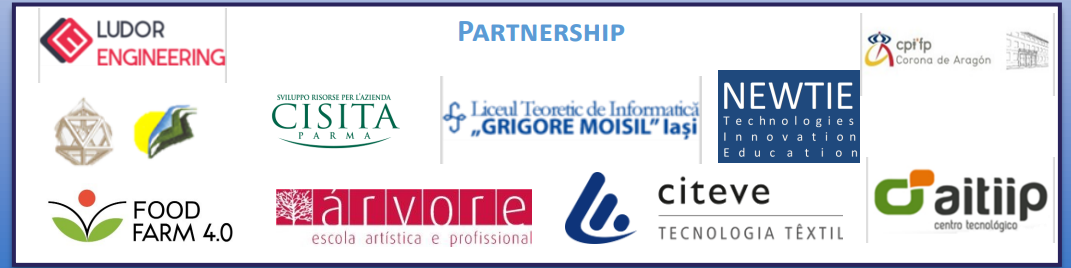 PARTNERSHIP
LUDOR
ENGINEERING
cpi'fp
Corona de Aragón
SVILUPPO RISORSE PER L'AZIENDA
CISITA
PARMA
Liceul Teoretic de Informatică
„GRIGORE MOISIL” Iași
NEWTIE
Technologies
Innovation
Education
FOOD
FARM 4.0
árvore
escola artística e profissional
citeve
TECNOLOGIA TÊXTIL
aitiip
centro tecnológico